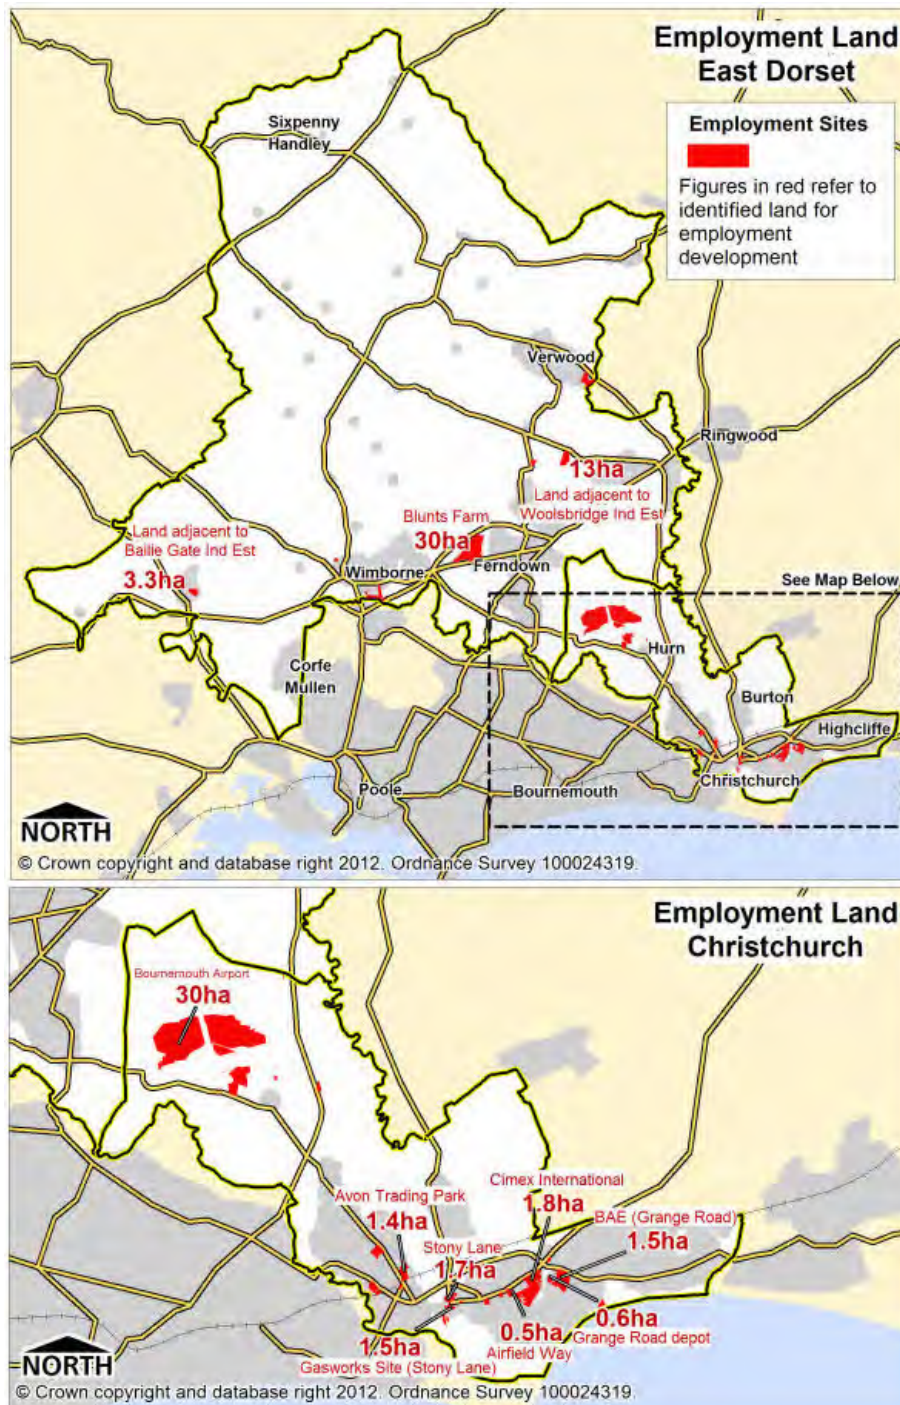 Employment Land
East Dorset
Employment Sites
Figures in red refer to
identified land for
employment
development
Sixpenny
Handley
Verwood
Ringwood
13ha
Land adjacent to
Woolsbridge Ind Est
Blunts Farm
30ha
Ferndown
Land adjacent to
Bailie Gate Ind Est
3.3ha
Wimborne
See Map Below
Hurn
Corfe
Mullen
Burton
Highcliffe
Christchurch
Poole
Bournemouth
NORTH
© Crown copyright and database right 2012. Ordnance Survey 100024319.
Employment Land
Christchurch
Bournemouth Airport
30ha
Cimex International
1.8ha
Avon Trading Park
1.4ha
BAE (Grange Road)
1.5ha
Stony Lane
1.7ha
0.6ha
Grange Road depot
0.5ha
Airfield Way
1.5ha
Gasworks Site (Stony Lane)
NORTH
© Crown copyright and database right 2012. Ordnance Survey 100024319.